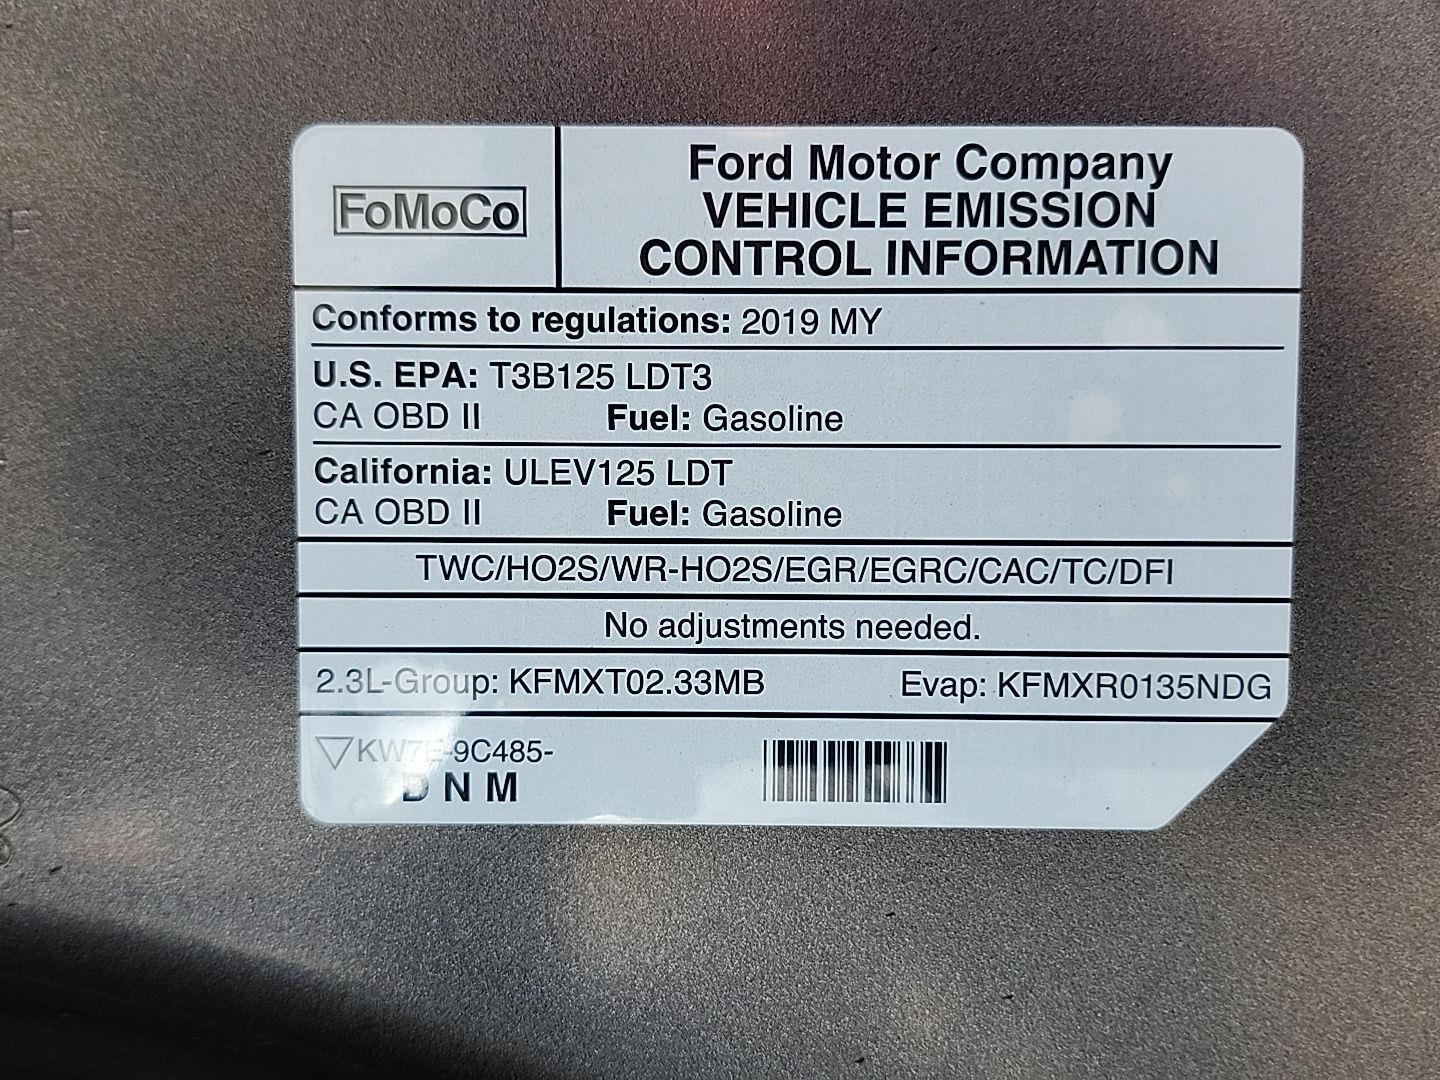 FoMoCo
Ford Motor Company
VEHICLE EMISSION
CONTROL INFORMATION
Conforms to regulations: 2019 MY
U.S. EPA: T3B125 LDT3
CA OBD II Fuel: Gasoline
California: ULEV125 LDT
CA OBD II Fuel: Gasoline
TWC/HO2S/WR-HO2S/EGR/EGRC/CAC/TC/DFI
No adjustments needed.
2.3L-Group: KFMXT02.33MB Evap: KFMXR0135NDG
KW7E-9C485-
D N M